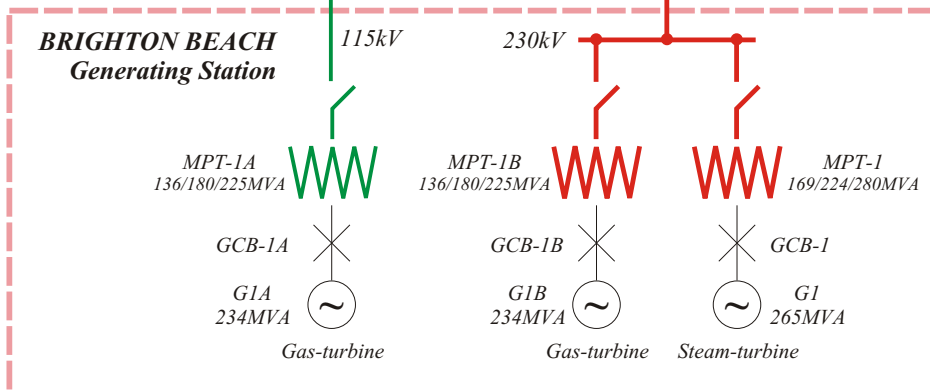 BRIGHTON BEACH
Generating Station
115kV
230kV
MPT-1A
136/180/225MVA
MPT-1B
136/180/225MVA
MPT-1
169/224/280MVA
GCB-1A
GCB-1B
GCB-1
G1A
234MVA
~
G1B
234MVA
~
G1
265MVA
~
Gas-turbine
Gas-turbine
Steam-turbine